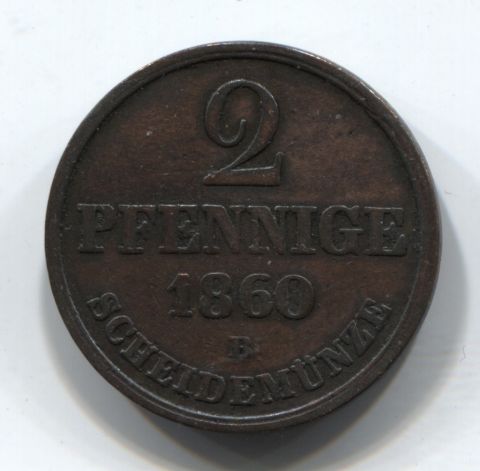 2
PFENNIGE
1860
B
SCHEIDEMÜNZE